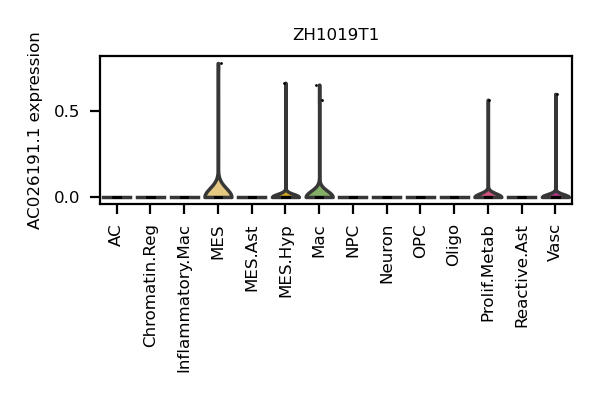 ZH1019T1
AC026191.1 expression
0.5
0.0
AC
Chromatin.Reg
Inflammatory.Mac
MES
MES.Ast
MES.Hyp
Mac
NPC
Neuron
OPC
Oligo
Prolif.Metab
Reactive.Ast
Vasc